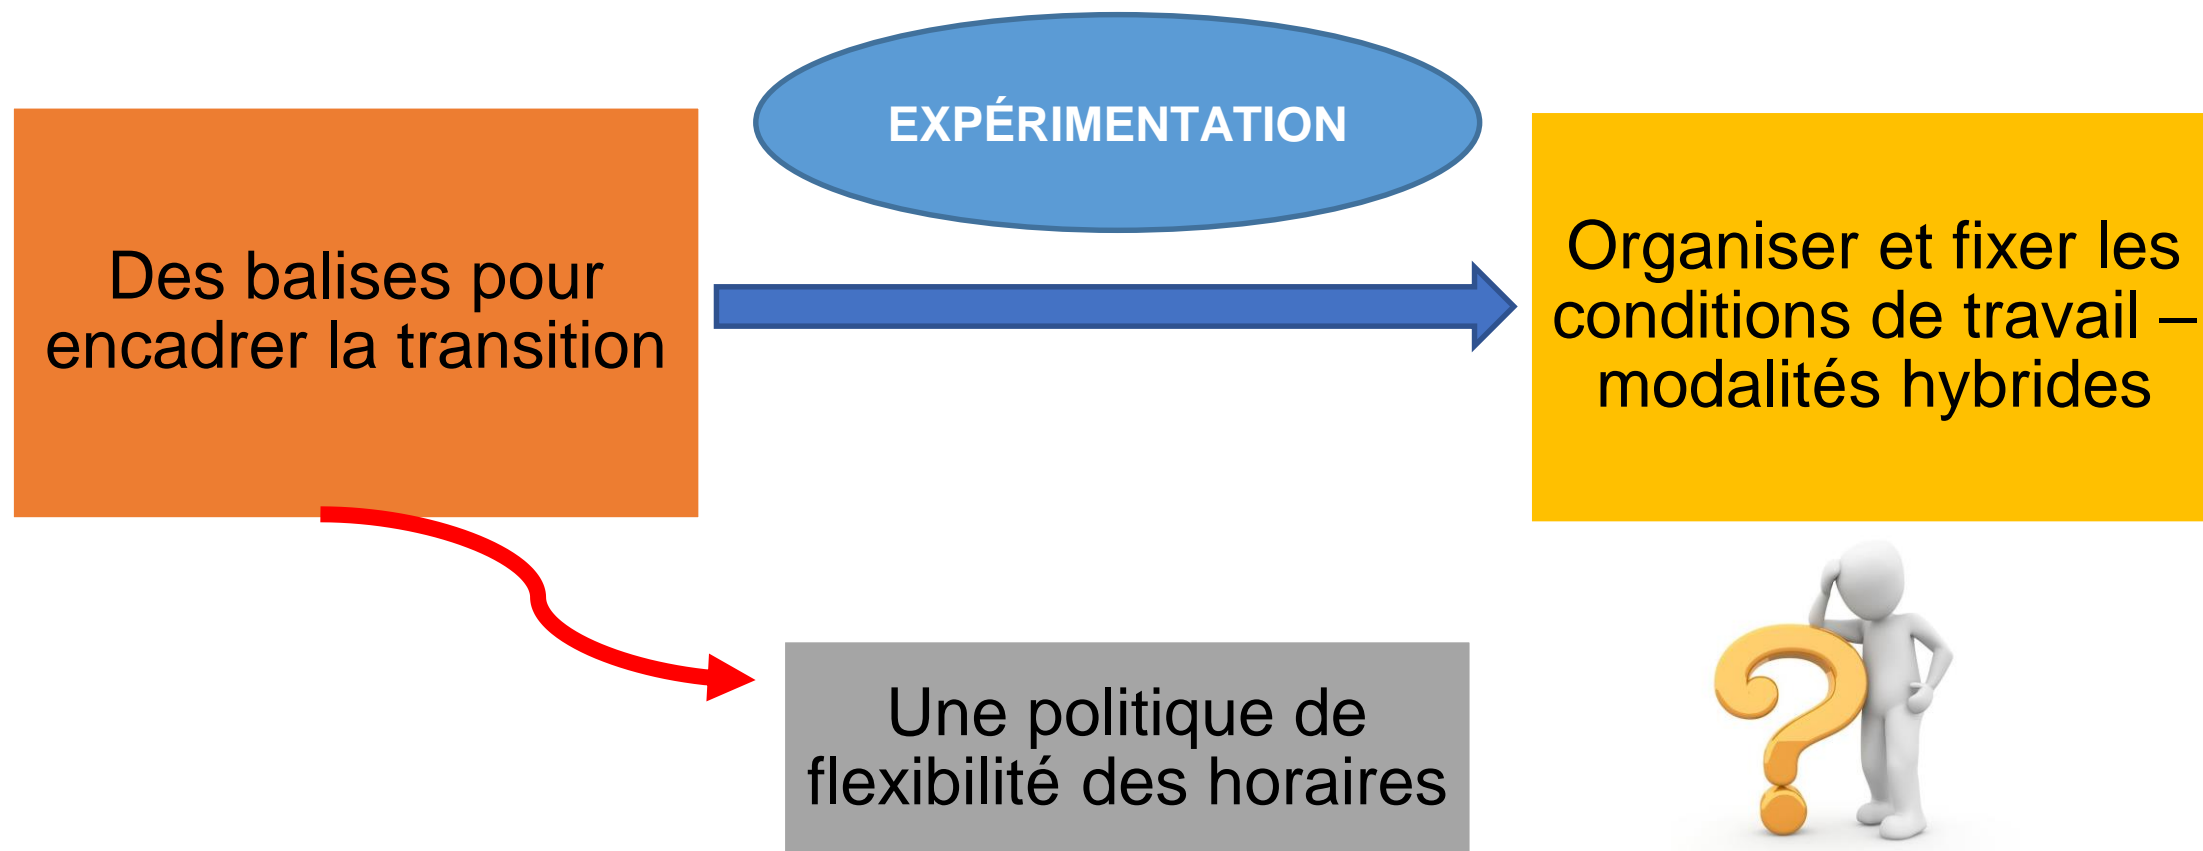 EXPÉRIMENTATION
Des balises pour
encadrer la transition
Organiser et fixer les
conditions de travail –
modalités hybrides
Une politique de
flexibilité des horaires